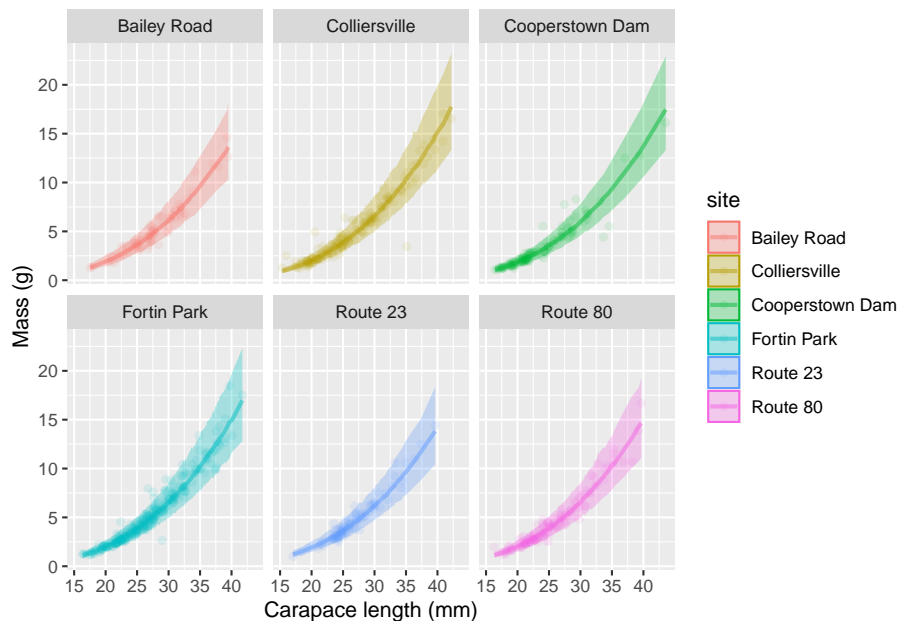 Bailey Road Colliersville Cooperstown Dam
20
15
10
5
0
Fortin Park Route 23 Route 80
20
15
10
5
0
15 20 25 30 35 40 15 20 25 30 35 40 15 20 25 30 35 40
Mass (g)
Carapace length (mm)
site
Bailey Road
Colliersville
Cooperstown Dam
Fortin Park
Route 23
Route 80